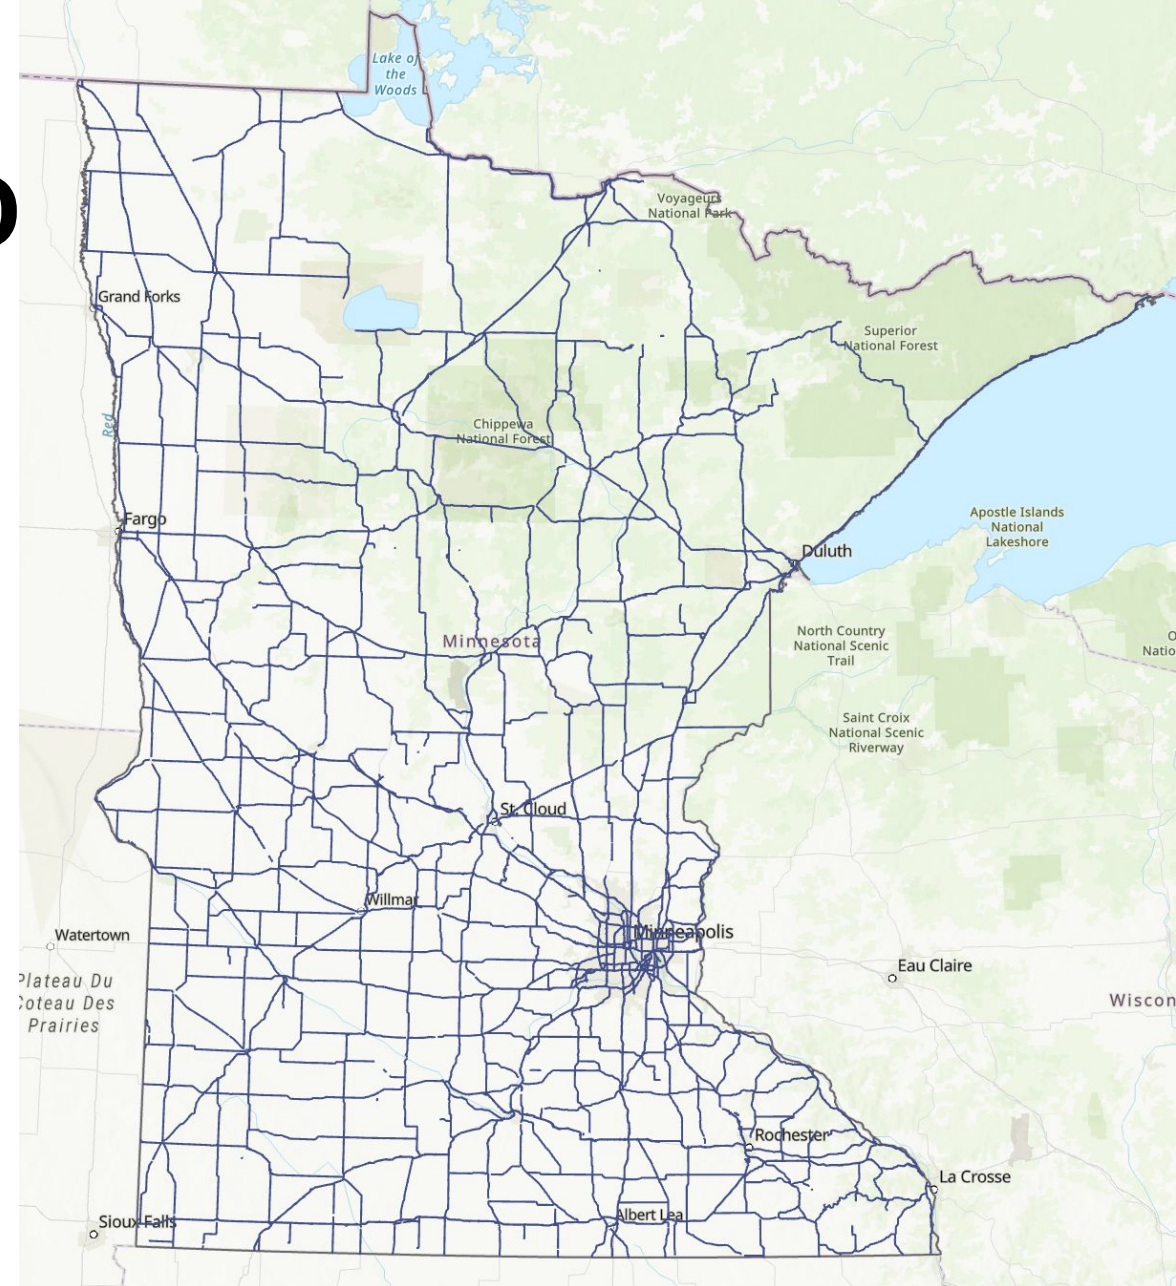 Lake of
the
Woods
Voyageurs
National Park
Grand Forks
Superior
National Forest
Red
Chippewa
National Forest
Fargo
Apostle Islands
National
Lakeshore
Duluth
Minnesota
North Country
National Scenic
Trail
Natio
Saint Croix
National Scenic
Riverway
St. Cloud
Willmar
Watertown
Minneapolis
Eau Claire
Plateau Du
Coteau Des
Prairies
Wiscon
Rochester
La Crosse
Albert Lea
Sioux Falls